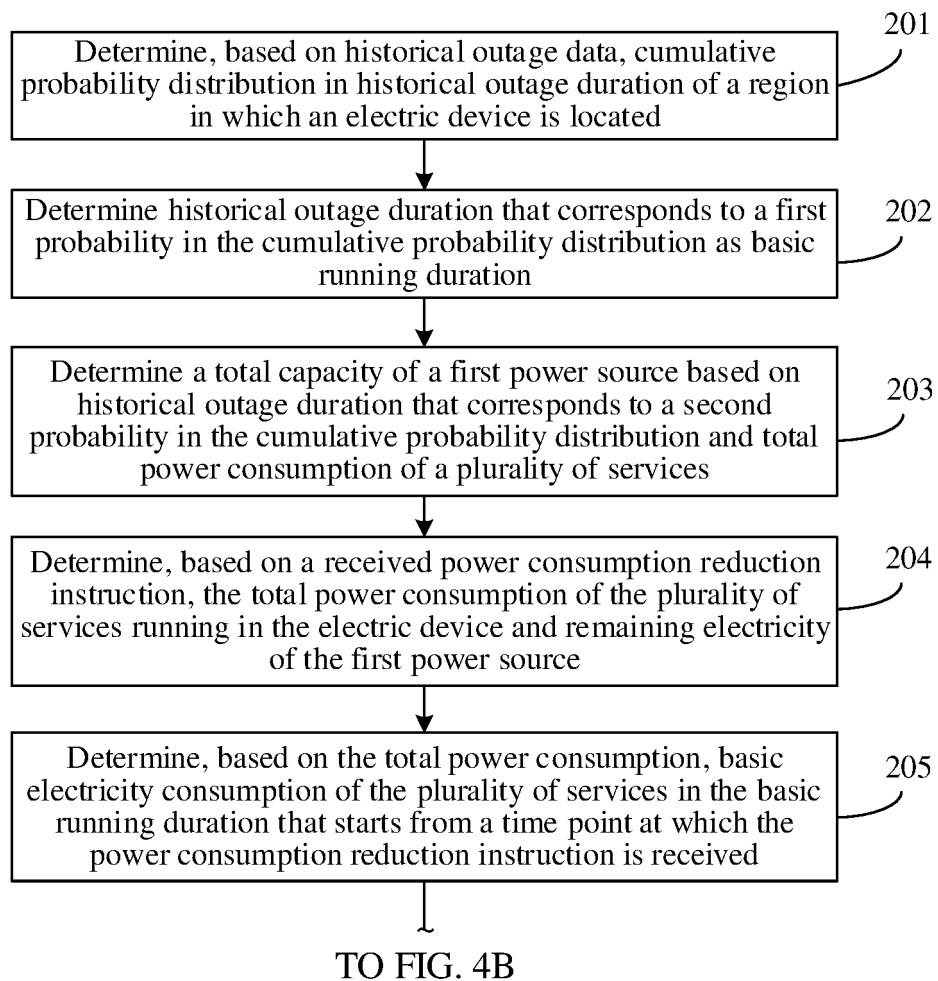 201
Determine, based on historical outage data, cumulative
probability distribution in historical outage duration of a region
in which an electric device is located
202
Determine historical outage duration that corresponds to a first
probability in the cumulative probability distribution as basic
running duration
203
Determine a total capacity of a first power source based on
historical outage duration that corresponds to a second
probability in the cumulative probability distribution and total
power consumption of a plurality of services
204
Determine, based on a received power consumption reduction
instruction, the total power consumption of the plurality of
services running in the electric device and remaining electricity
of the first power source
205
Determine, based on the total power consumption, basic
electricity consumption of the plurality of services in the basic
running duration that starts from a time point at which the
power consumption reduction instruction is received
TO FIG. 4B